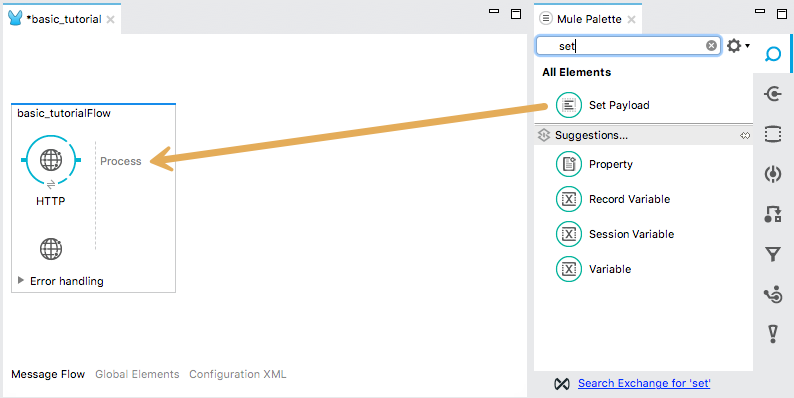 *basic_tutorial
Mule Palette
set
All Elements
basic_tutorialFlow
Set Payload
Suggestions...
Process
Property
HTTP
Record Variable
Session Variable
Variable
Error handling
Message Flow Global Elements Configuration XML
Search Exchange for 'set'